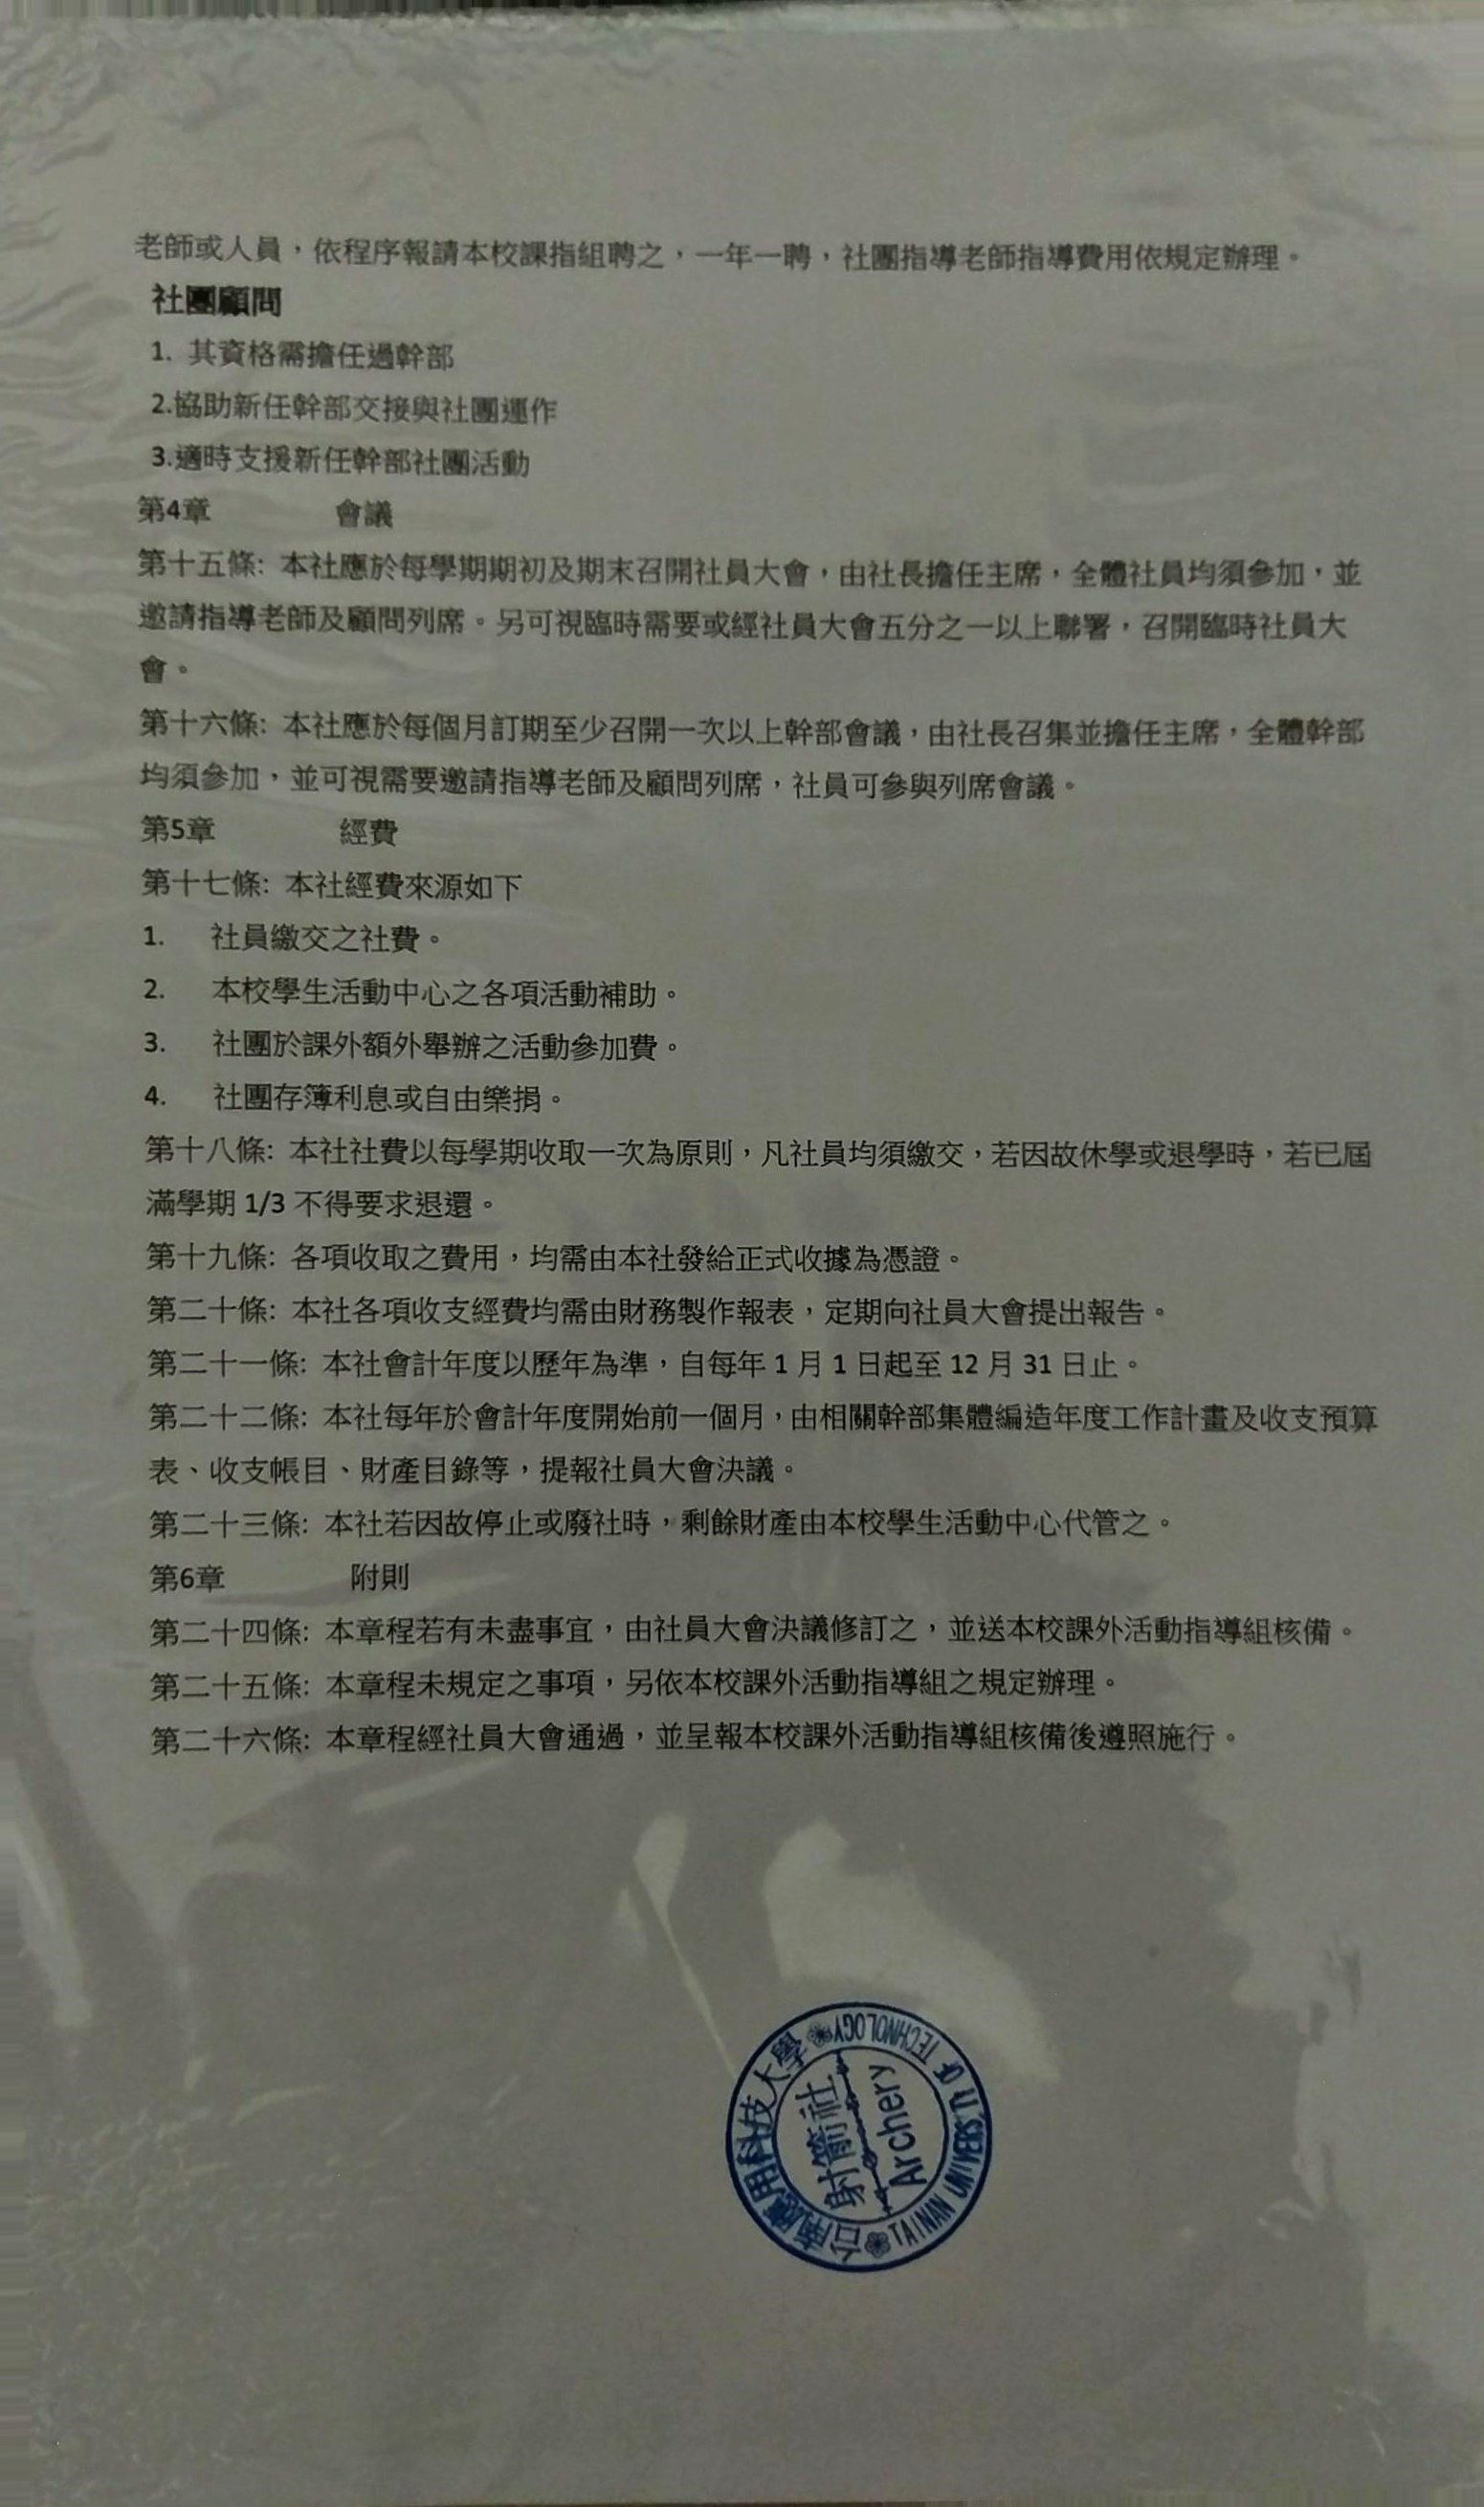 老師或人員，依程序報請本校課指組聘之，一年一聘，社團指導老師指導費用依規定辦理。
社團顧問
1. 其資格需擔任過幹部
2.協助新任幹部交接與社團運作
3.適時支援新任幹部社團活動
第4章 會議
第十五條: 本社應於每學期期初及期末召開社員大會，由社長擔任主席，全體社員均須參加，並
邀請指導老師及顧問列席。另可視臨時需要或經社員大會五分之一以上聯署，召開臨時社員大
會。
第十六條: 本社應於每個月訂期至少召開一次以上幹部會議，由社長召集並擔任主席，全體幹部
均須參加，並可視需要邀請指導老師及顧問列席，社員可參與列席會議。
第5章 經費
第十七條: 本社經費來源如下
1. 社員繳交之社費。
2. 本校學生活動中心之各項活動補助。
3. 社團於課外額外舉辦之活動參加費。
4. 社團存簿利息或自由樂捐。
第十八條: 本社社費以每學期收取一次為原則，凡社員均須繳交，若因故休學或退學時，若已屆
滿學期 1/3 不得要求退還。
第十九條: 各項收取之費用，均需由本社發給正式收據為憑證。
第二十條: 本社各項收支經費均需由財務製作報表，定期向社員大會提出報告。
第二十一條: 本社會計年度以歷年為準，自每年 1 月 1 日起至 12 月 31 日止。
第二十二條: 本社每年於會計年度開始前一個月，由相關幹部集體編造年度工作計畫及收支預算
表、收支帳目、財產目錄等，提報社員大會決議。
第二十三條: 本社若因故停止或廢社時，剩餘財產由本校學生活動中心代管之。
第6章 附則
第二十四條: 本章程若有未盡事宜，由社員大會決議修訂之，並送本校課外活動指導組核備。
第二十五條: 本章程未規定之事項，另依本校課外活動指導組之規定辦理。
第二十六條: 本章程經社員大會通過，並呈報本校課外活動指導組核備後遵照施行。
台南應用科技大學
射箭社
Archery
TAINAN UNIVERSITY OF TECHNOLOGY